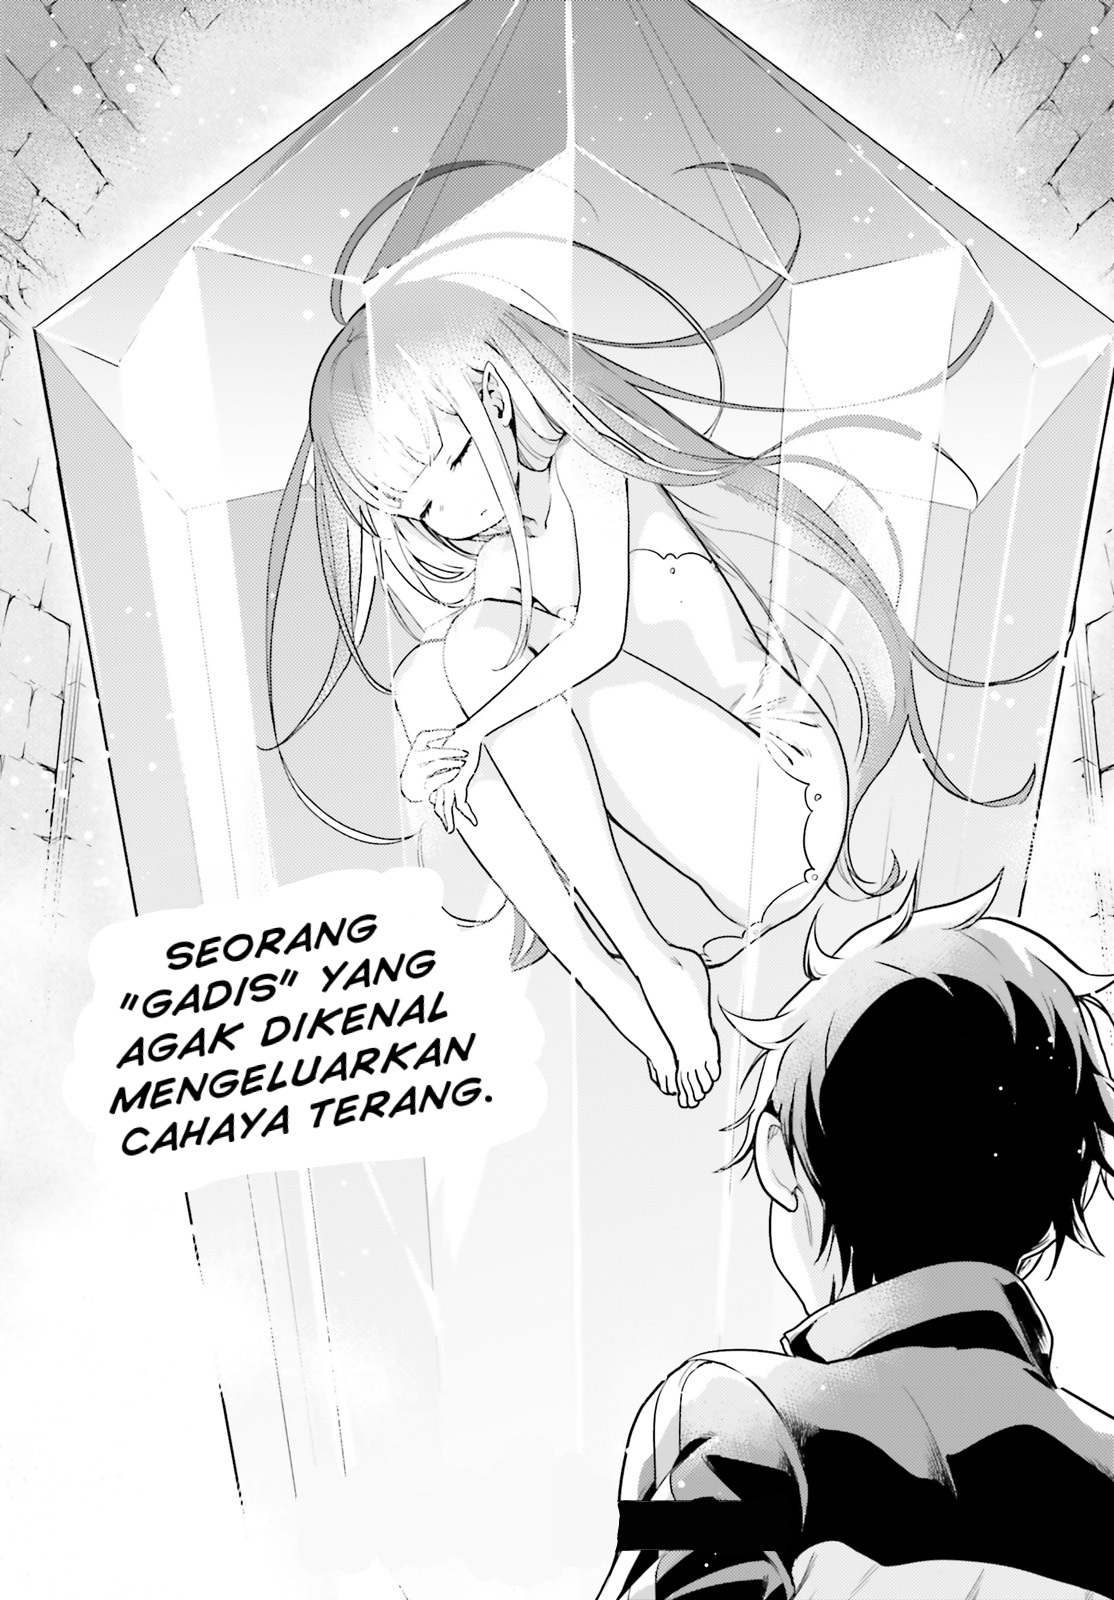 SEORANG
"GADIS" YANG
AGAK DIKENAL
MENGELUARKAN
CAHAYA TERANG.